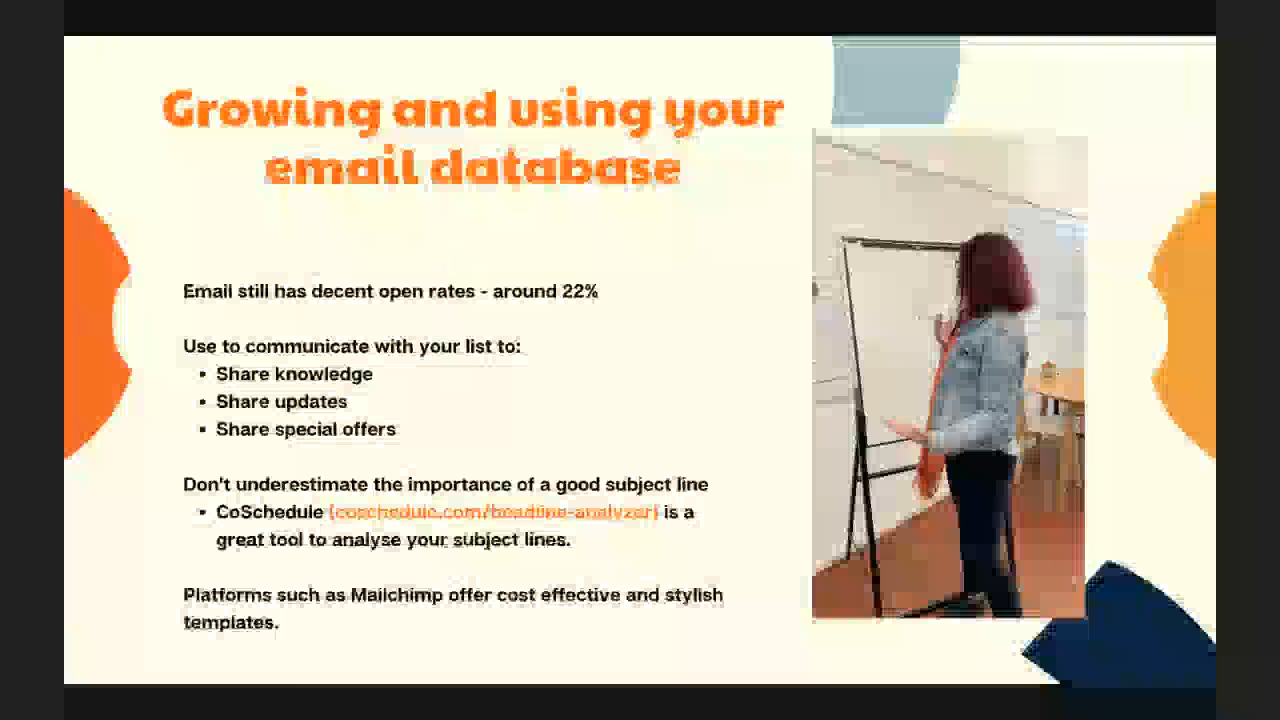 Growing and using your
email database
Email still has decent open rates - around 22%
Use to communicate with your list to:
• Share knowledge
• Share updates
• Share special offers
Don't underestimate the importance of a good subject line
• CoSchedule (coschedule.com/headline-analyzer) is a
great tool to analyse your subject lines.
Platforms such as Mailchimp offer cost effective and stylish
templates.